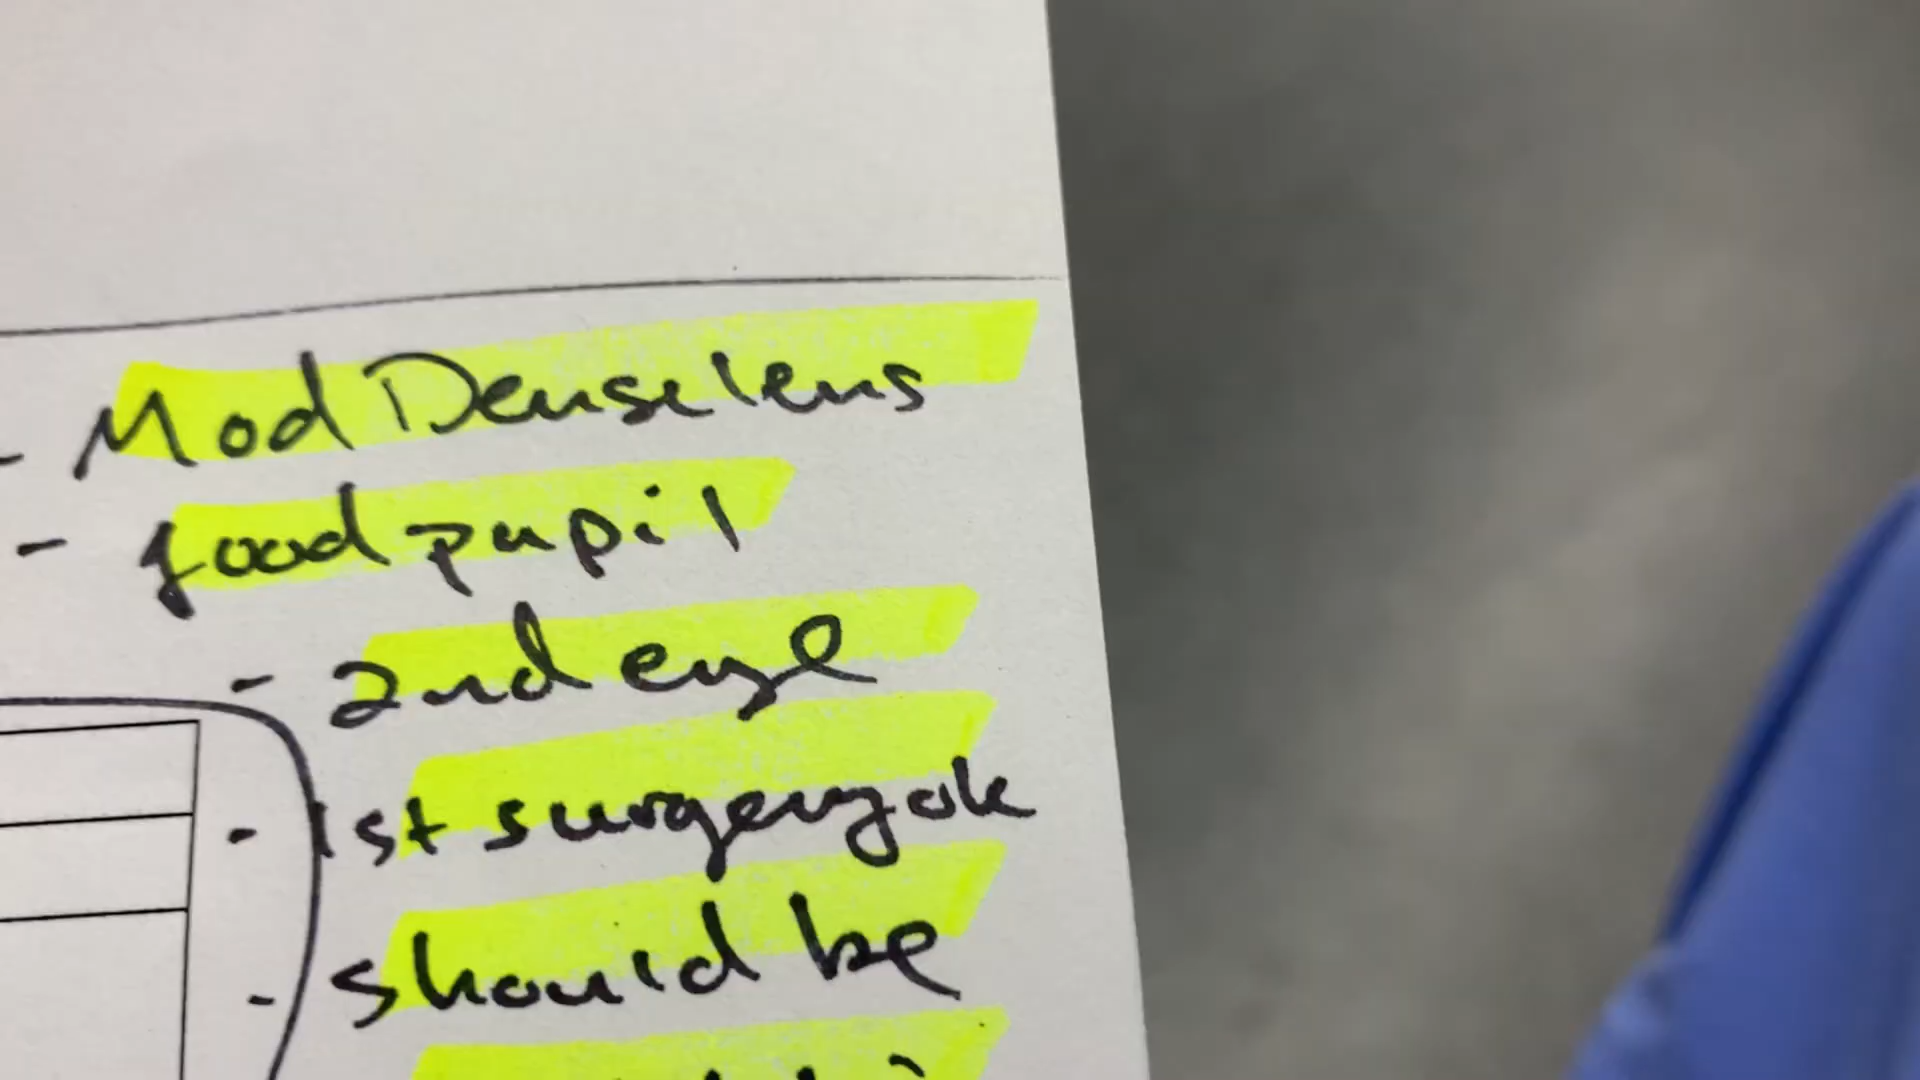 - Mod Dense lens
- good pupil
- 2nd eye
- 1st surgery ok
- should be